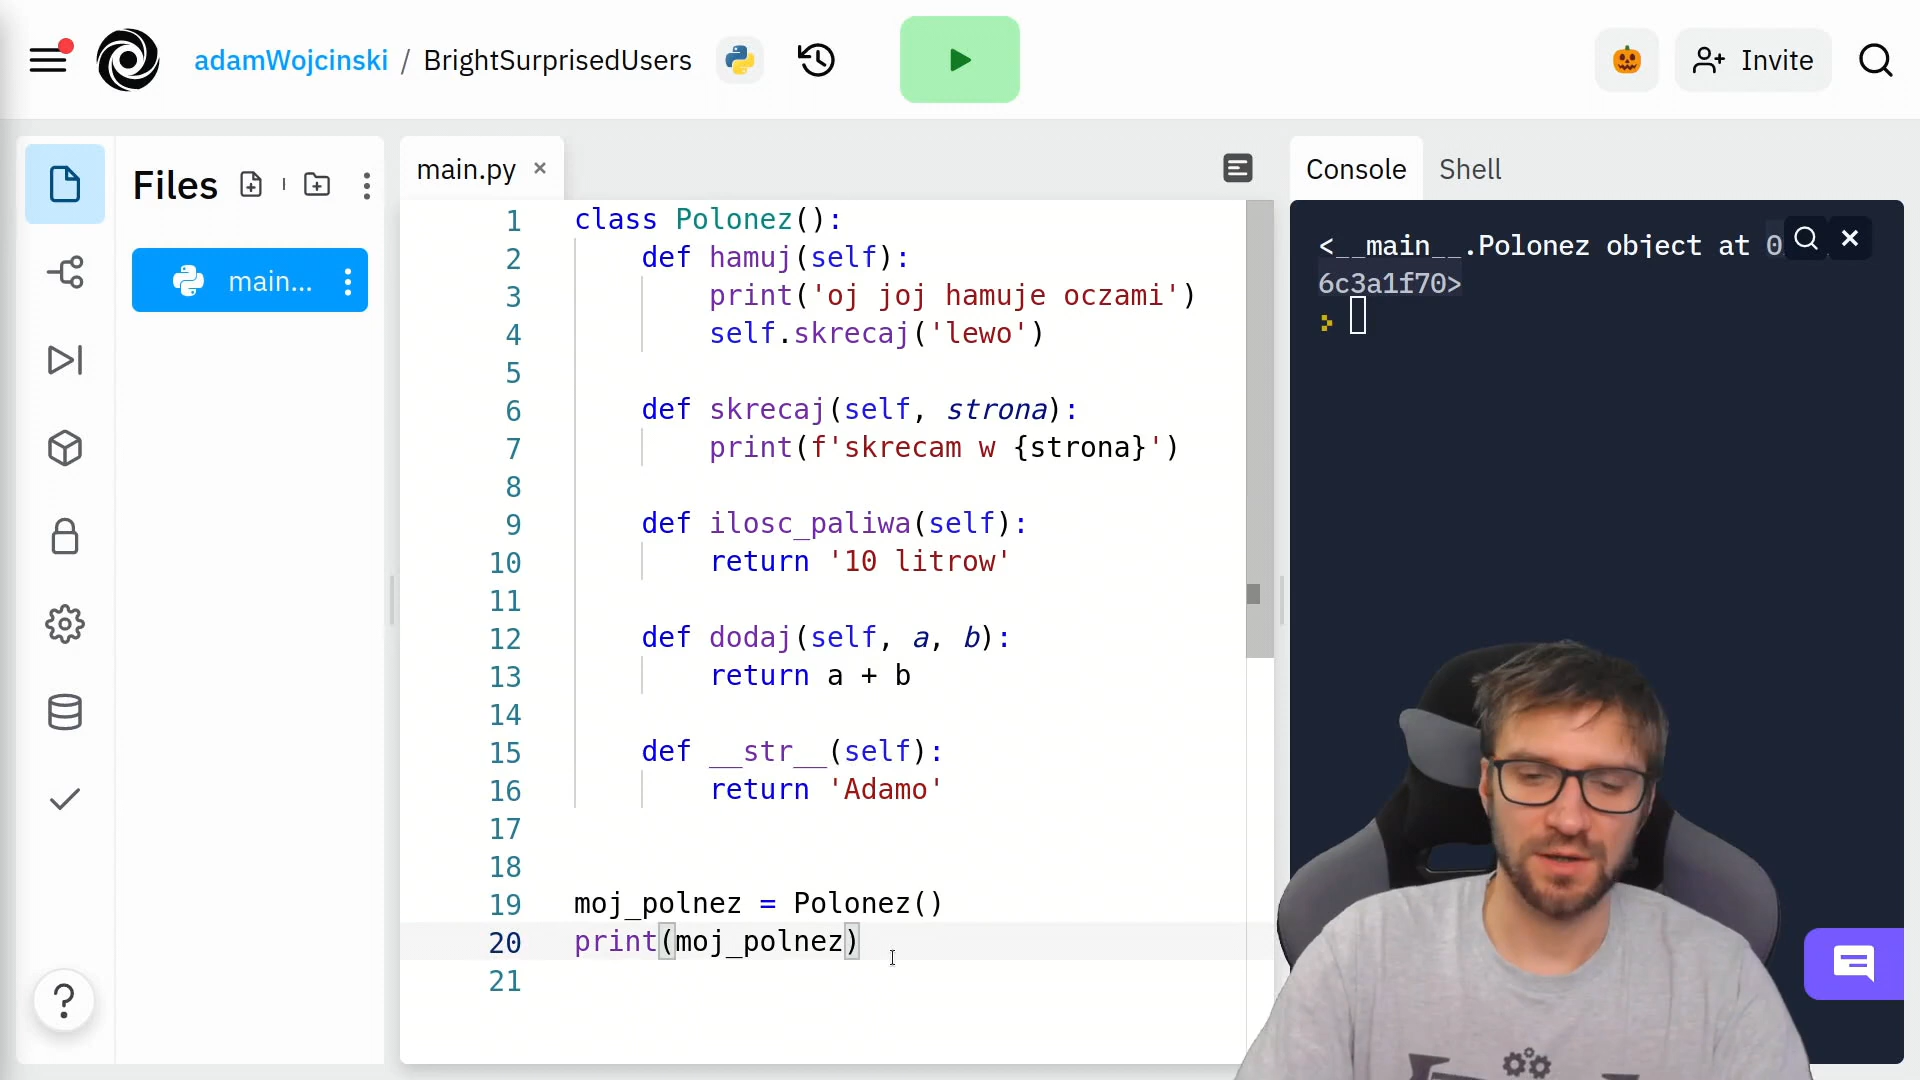 adamWojcinski / BrightSurprisedUsers
Invite
Files
main...
main.py
Console
Shell
1 class Polonez():
2 def hamuj(self):
3 print('oj joj hamuje oczami')
4 self.skrecaj('lewo')
5
6 def skrecaj(self, strona):
7 print(f'skrecam w {strona}')
8
9 def ilosc_paliwa(self):
10 return '10 litrow'
11
12 def dodaj(self, a, b):
13 return a + b
14
15 def __str__(self):
16 return 'Adamo'
17
18
19 moj_polnez = Polonez()
20 print(moj_polnez)
21
<__main__.Polonez object at 0
6c3a1f70>
?